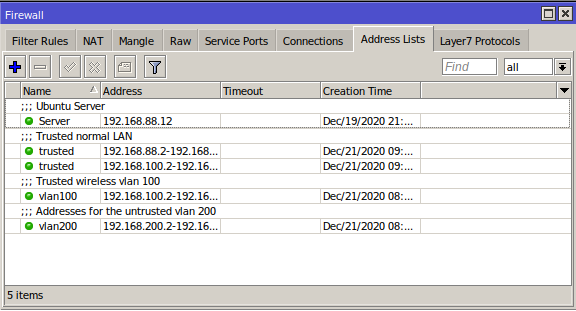 Firewall
Filter Rules NAT Mangle Raw Service Ports Connections Address Lists Layer7 Protocols
Find all
Name Address Timeout Creation Time
;;; Ubuntu Server
Server 192.168.88.12 Dec/19/2020 21:...
;;; Trusted normal LAN
trusted 192.168.88.2-192.168... Dec/21/2020 09:...
trusted 192.168.100.2-192.16... Dec/21/2020 09:...
;;; Trusted wireless vlan 100
vlan100 192.168.100.2-192.16... Dec/21/2020 08:...
;;; Addresses for the untrusted vlan 200
vlan200 192.168.200.2-192.16... Dec/21/2020 08:...
5 items